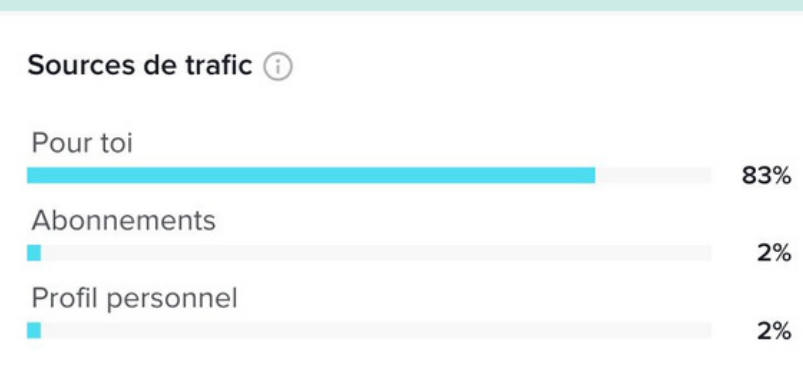 Sources de trafic
Pour toi
83%
Abonnements
2%
Profil personnel
2%